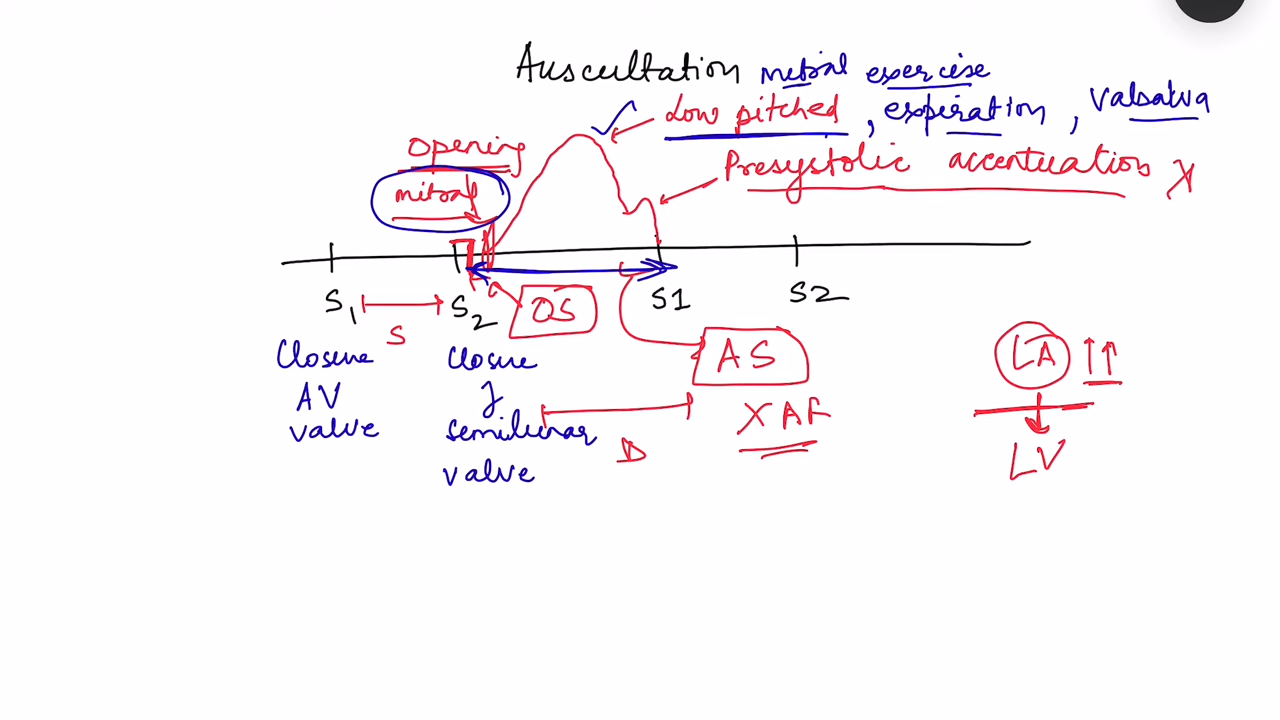 Auscultation mitral exercise
Low pitched, expiration, Valsalva
Opening
Presystolic accentuation X
mitral
S1 S2 S1 S2
S
OS
Closure
AV
valve
Closure
of
semilunar
valve
D
AS
X AF
LA ↑↑
LV